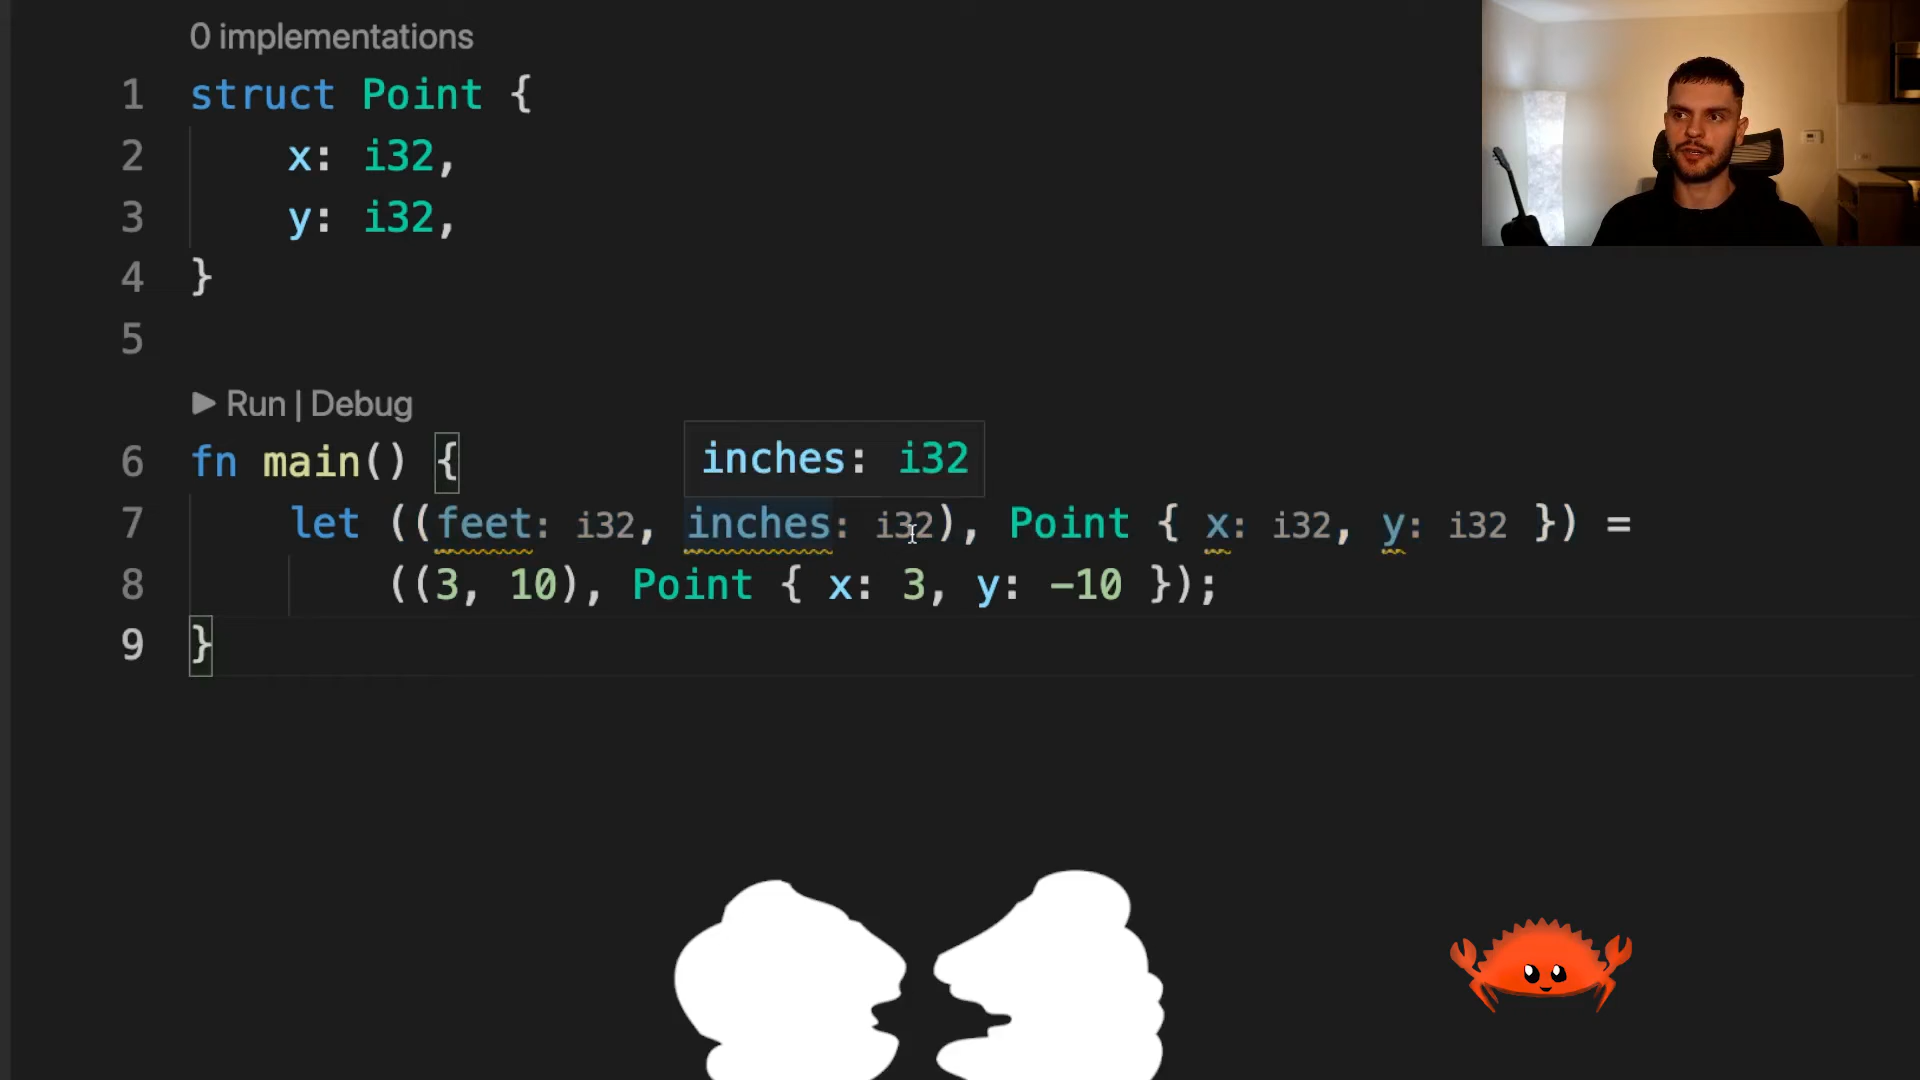 0 implementations
1 struct Point {
2 x: i32,
3 y: i32,
4 }
5
Run | Debug
6 fn main() {
inches: i32
7 let ((feet: i32, inches: i32), Point { x: i32, y: i32 }) =
8 ((3, 10), Point { x: 3, y: -10 });
9 }